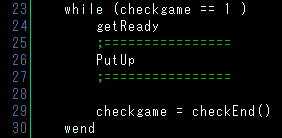 23 while (checkgame == 1 )
24 getReady
25 ;================
26 PutUp
27 ;================
28
29 checkgame = checkEnd()
30 wend